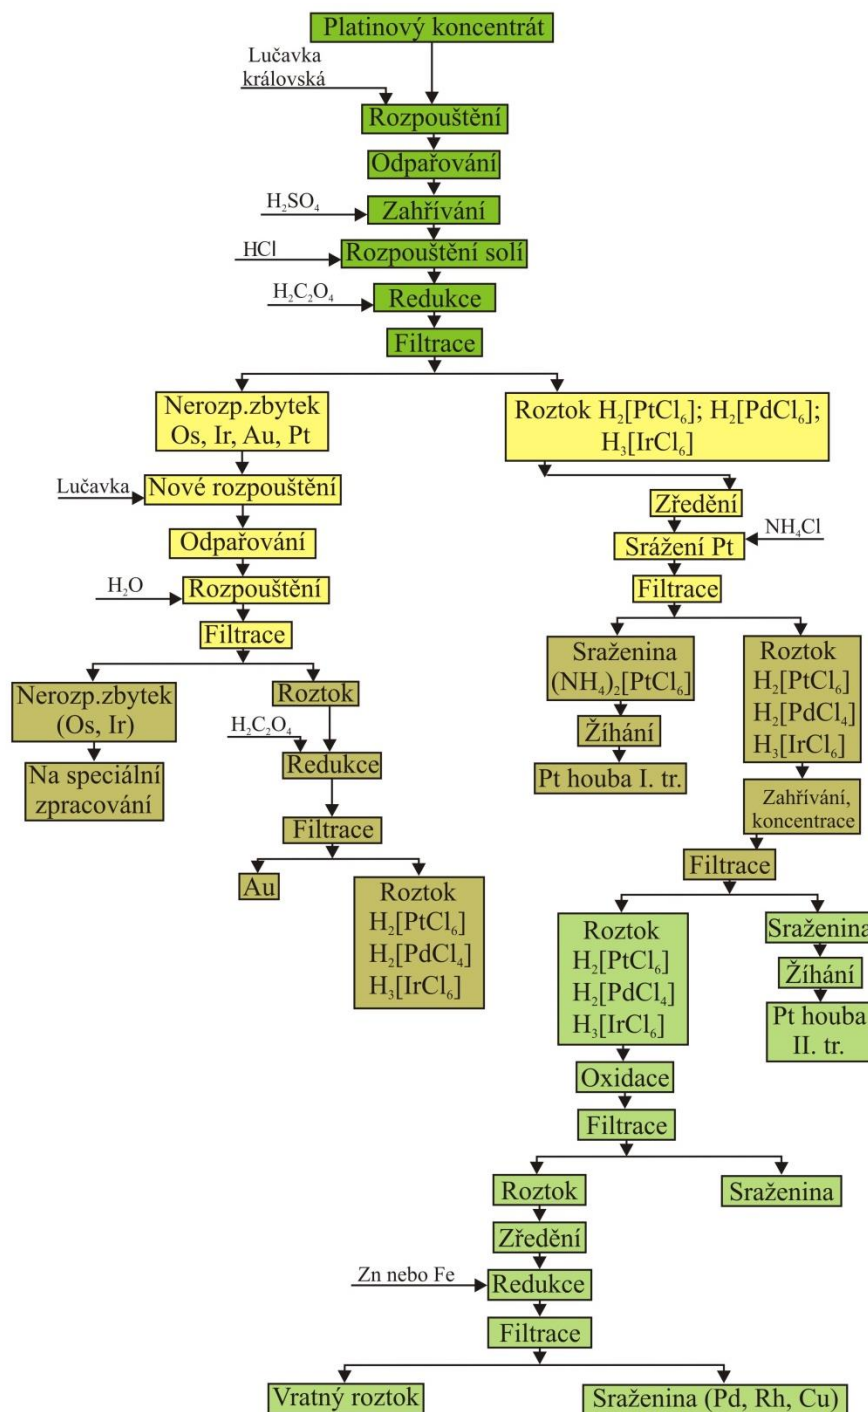 Platinový koncentrát
Lučavka
královská
Rozpouštění
Odpařování
H₂SO₄
Zahřívání
HCl
Rozpouštění solí
H₂C₂O₄
Redukce
Filtrace
Nerozp.zbytek
Os, Ir, Au, Pt
Roztok H₂[PtCl₆]; H₂[PdCl₆];
H₃[IrCl₆]
Lučavka
Nové rozpouštění
Odpařování
H₂O
Rozpouštění
Filtrace
Zředění
NH₄Cl
Srážení Pt
Filtrace
Nerozp.zbytek
(Os, Ir)
Na speciální
zpracování
Roztok
H₂C₂O₄
Redukce
Filtrace
Au
Roztok
H₂[PtCl₆]
H₂[PdCl₄]
H₃[IrCl₆]
Sraženina
(NH₄)₂[PtCl₆]
Žíhání
Pt houba I. tr.
Roztok
H₂[PtCl₆]
H₂[PdCl₄]
H₃[IrCl₆]
Zahřívání,
koncentrace
Filtrace
Roztok
H₂[PtCl₆]
H₂[PdCl₄]
H₃[IrCl₆]
Sraženina
Žíhání
Pt houba
II. tr.
Oxidace
Filtrace
Roztok
Sraženina
Zředění
Zn nebo Fe
Redukce
Filtrace
Vratný roztok
Sraženina (Pd, Rh, Cu)